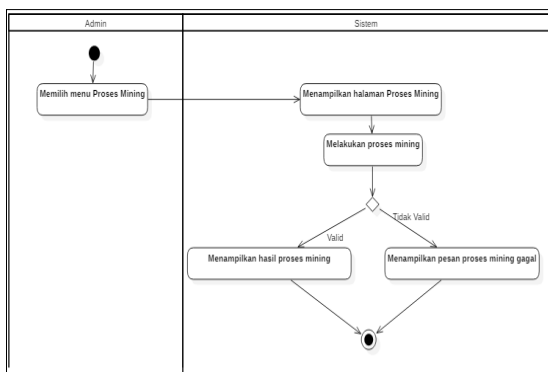 Admin
Sistem
Memilih menu Proses Mining
Menampilkan halaman Proses Mining
Melakukan proses mining
Tidak Valid
Valid
Menampilkan hasil proses mining
Menampilkan pesan proses mining gagal